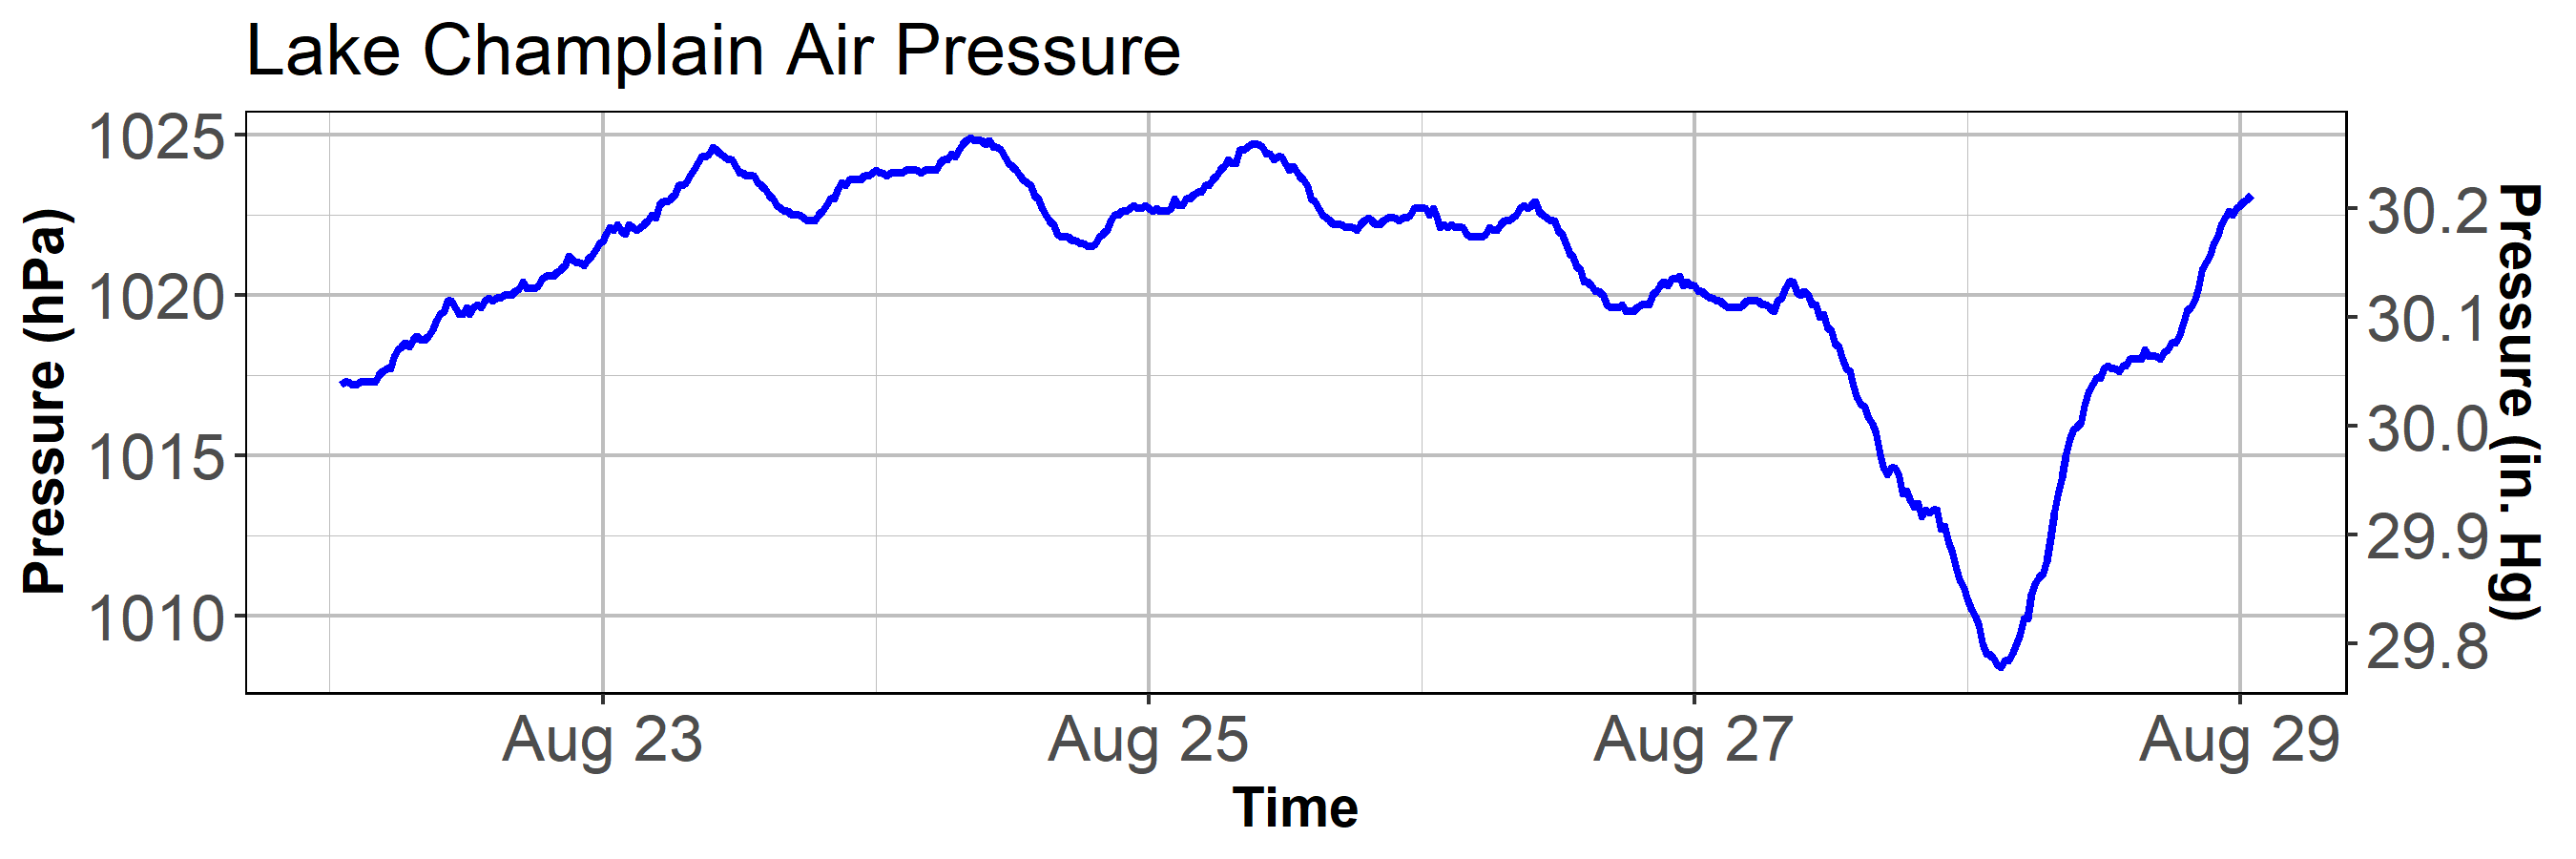 Lake Champlain Air Pressure
Pressure (hPa)
1025
1020
1015
1010
30.2
30.1
30.0
29.9
29.8
Pressure (in. Hg)
Aug 23
Aug 25
Aug 27
Aug 29
Time